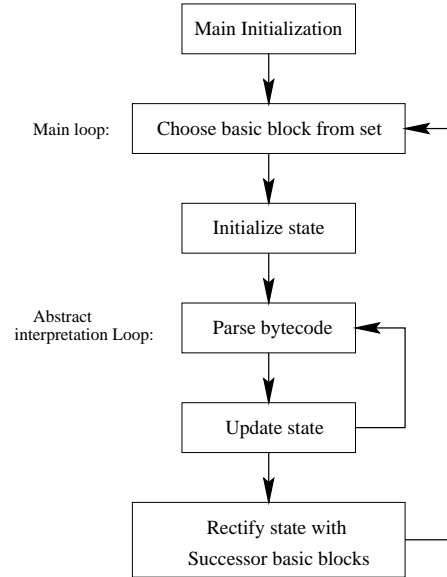 Main Initialization
Main loop:
Choose basic block from set
Initialize state
Abstract
interpretation Loop:
Parse bytecode
Update state
Rectify state with
Successor basic blocks